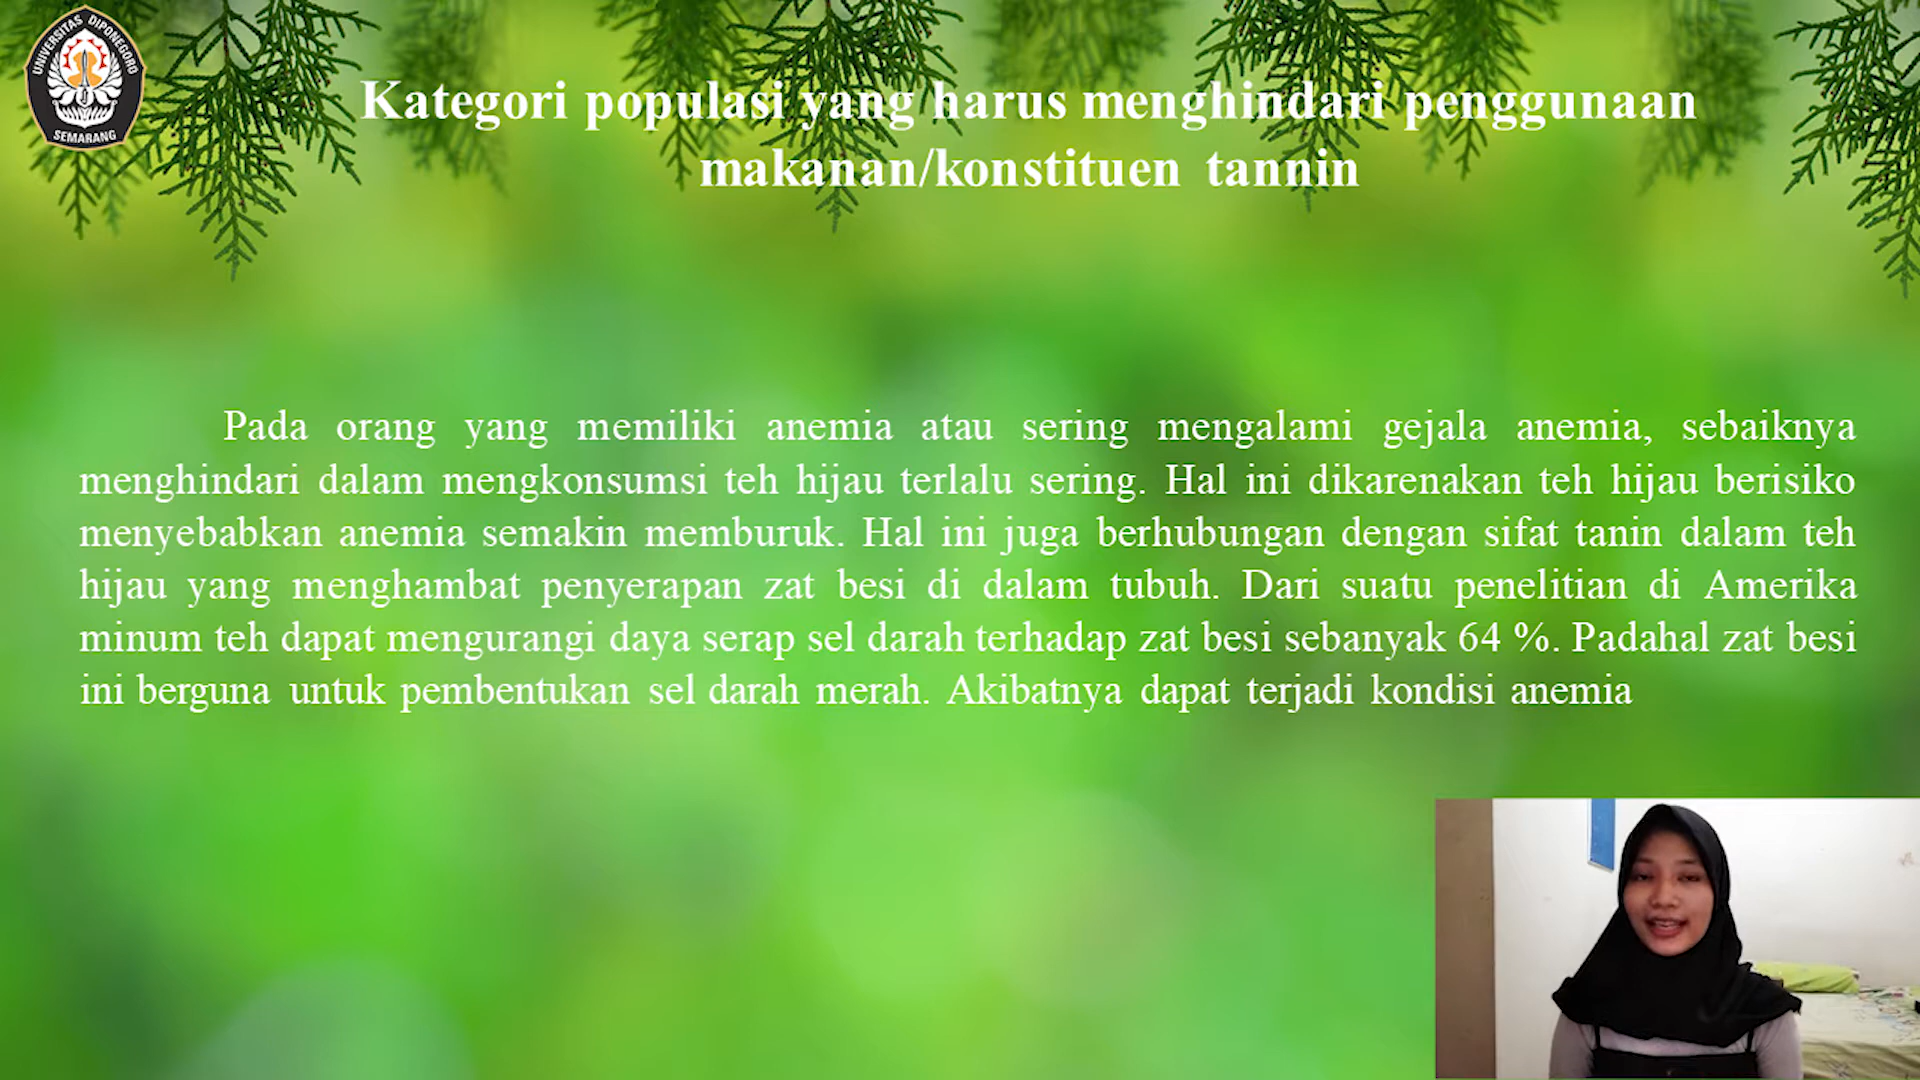 UNIVERSITAS DIPONEGORO
SEMARANG
Kategori populasi yang harus menghindari penggunaan
makanan/konstituen tannin
Pada orang yang memiliki anemia atau sering mengalami gejala anemia, sebaiknya
menghindari dalam mengkonsumsi teh hijau terlalu sering. Hal ini dikarenakan teh hijau berisiko
menyebabkan anemia semakin memburuk. Hal ini juga berhubungan dengan sifat tanin dalam teh
hijau yang menghambat penyerapan zat besi di dalam tubuh. Dari suatu penelitian di Amerika
minum teh dapat mengurangi daya serap sel darah terhadap zat besi sebanyak 64 %. Padahal zat besi
ini berguna untuk pembentukan sel darah merah. Akibatnya dapat terjadi kondisi anemia